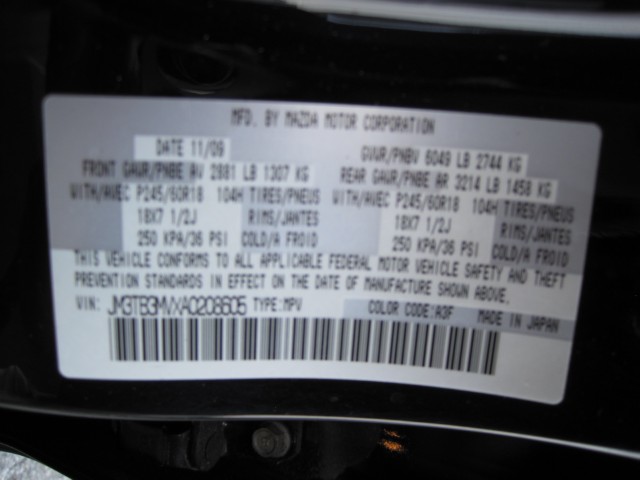 MFD. BY MAZDA MOTOR CORPORATION
DATE 11/09 GVWR/PNBV 6049 LB 2744 KG
FRONT GAWR/PNBE AV 2881 LB 1307 KG REAR GAWR/PNBE AR 3214 LB 1458 KG
WITH/AVEC P245/60R18 104H TIRES/PNEUS WITH/AVEC P245/60R18 104H TIRES/PNEUS
18X7 1/2J RIMS/JANTES 18X7 1/2J RIMS/JANTES
250 KPA/36 PSI COLD/A FROID 250 KPA/36 PSI COLD/A FROID
THIS VEHICLE CONFORMS TO ALL APPLICABLE FEDERAL MOTOR VEHICLE SAFETY AND THEFT
PREVENTION STANDARDS IN EFFECT ON THE DATE OF MANUFACTURE SHOWN ABOVE.
VIN: JM3TB3MVXA0208605 TYPE:MPV COLOR CODE:A3F MADE IN JAPAN